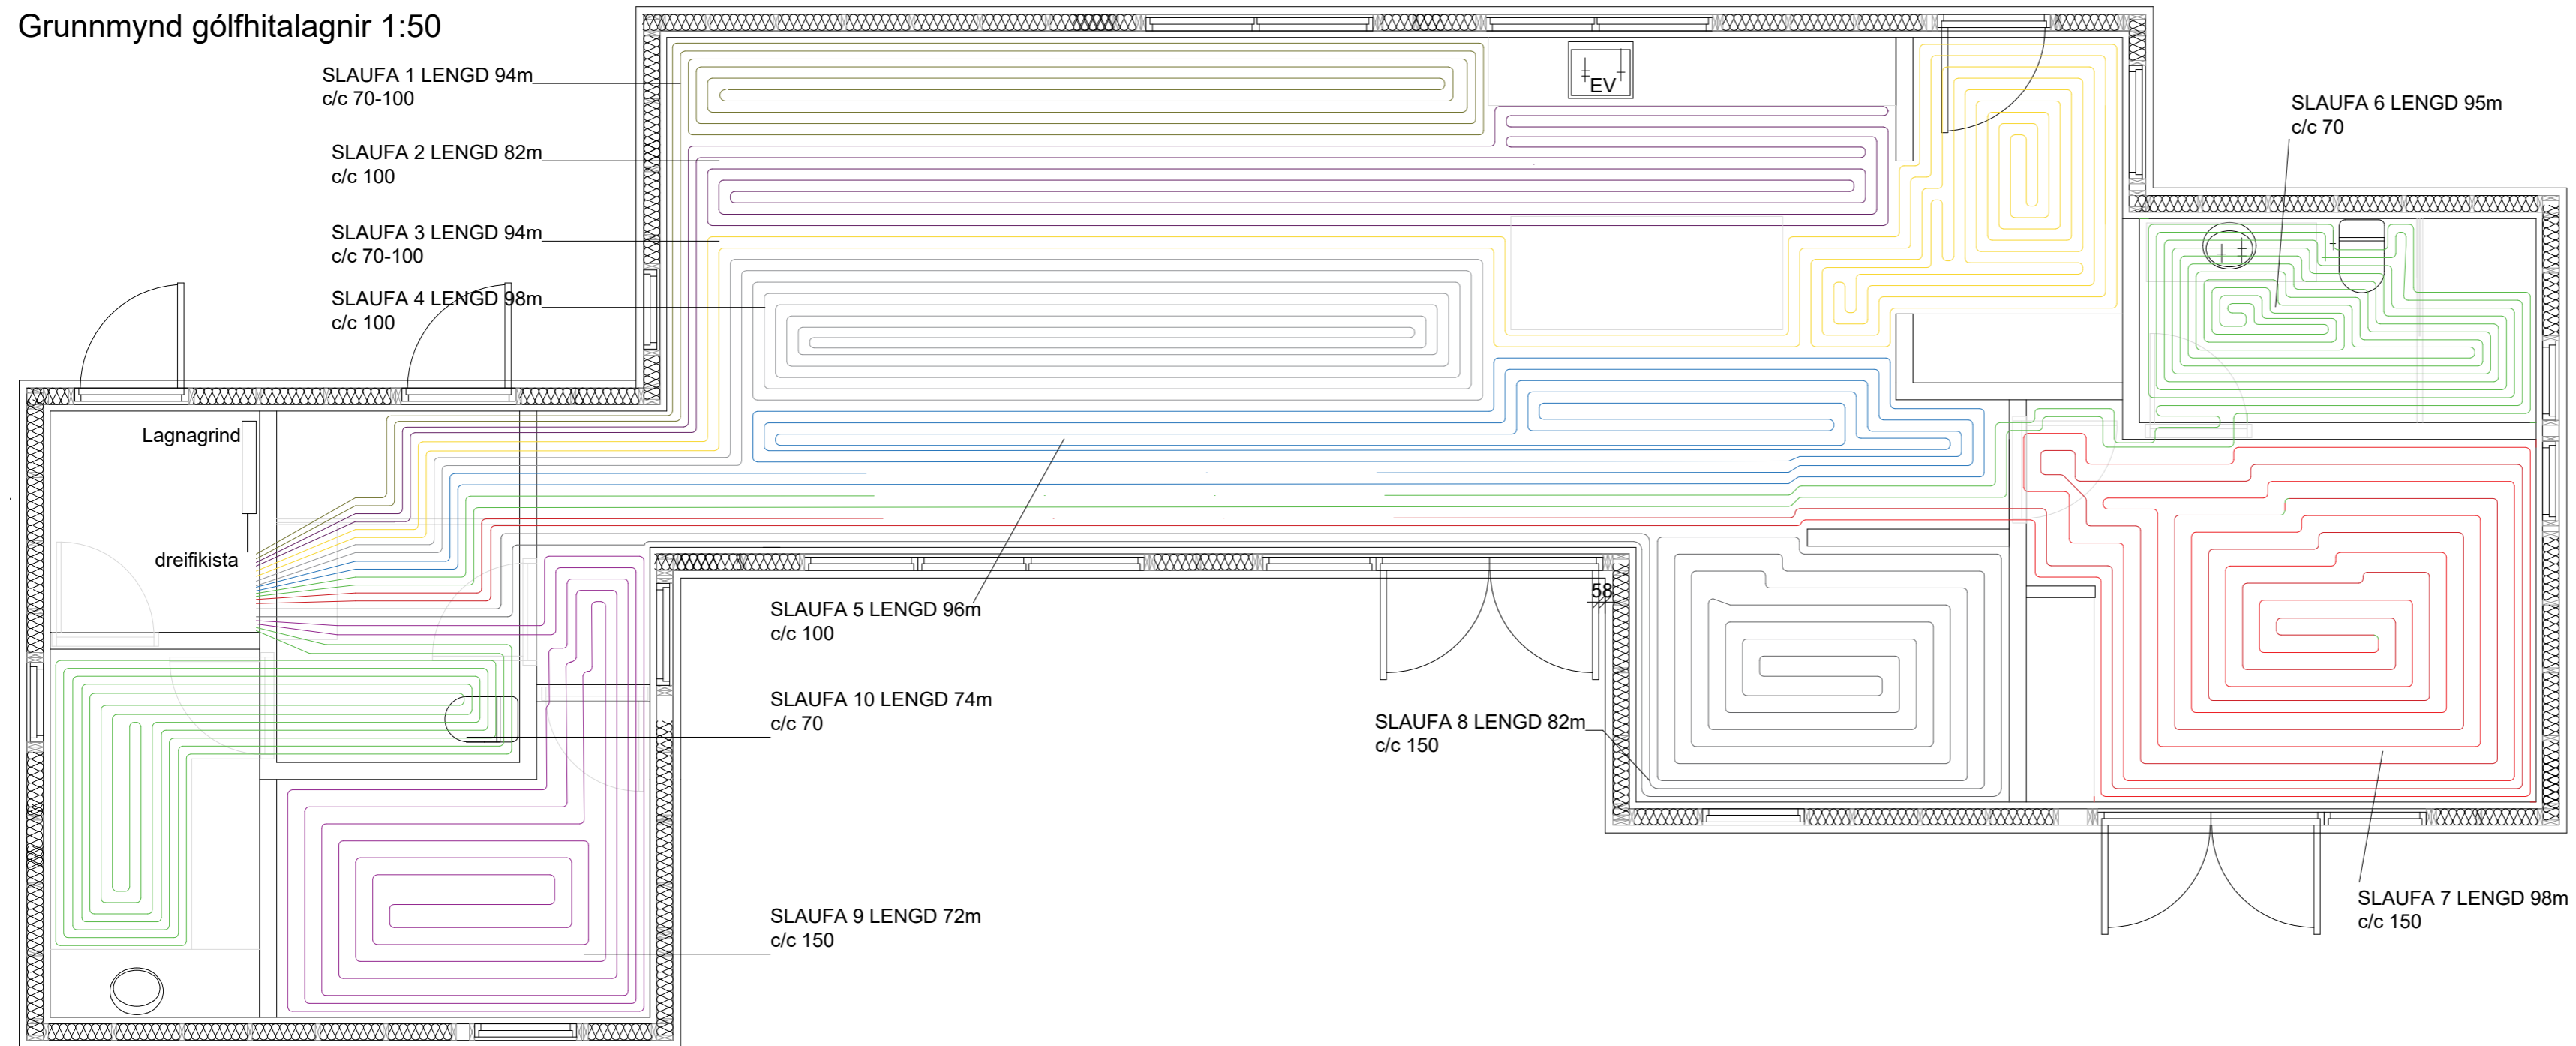 Grunnmynd gólfhitalagnir 1:50
SLAUFA 1 LENGD 94m
c/c 70-100
SLAUFA 2 LENGD 82m
c/c 100
SLAUFA 3 LENGD 94m
c/c 70-100
SLAUFA 4 LENGD 98m
c/c 100
EV
SLAUFA 6 LENGD 95m
c/c 70
Lagnagrind
dreifikista
SLAUFA 5 LENGD 96m
c/c 100
58
SLAUFA 10 LENGD 74m
c/c 70
SLAUFA 8 LENGD 82m
c/c 150
SLAUFA 9 LENGD 72m
c/c 150
SLAUFA 7 LENGD 98m
c/c 150